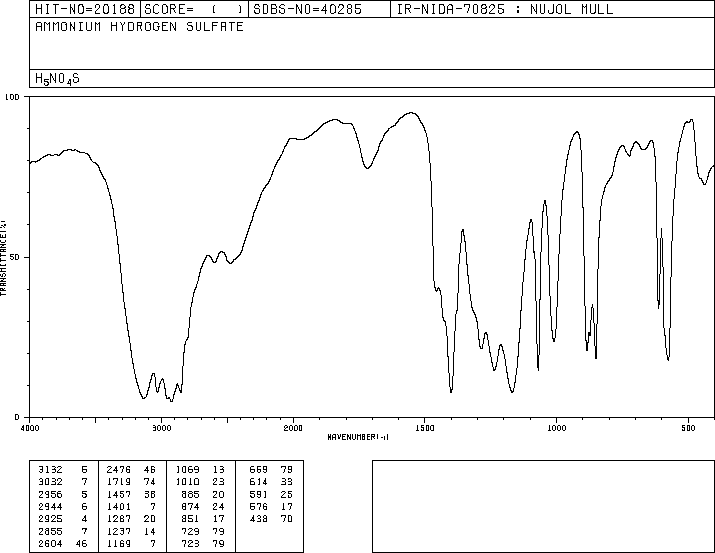 HIT-NO=20188 SCORE= ( ) SDBS-NO=40285 IR-NIDA-70825 : NUJOL MULL
AMMONIUM HYDROGEN SULFATE
H5NO4S
100
TRANSMITTANCE(%)
50
0
4000 3000 2000 1500 1000 500
WAVENUMBER(-1)
3132 5 2476 46 1069 13 669 79
3032 7 1719 74 1010 23 614 33
2956 5 1457 38 885 20 591 25
2944 6 1401 7 874 24 576 17
2925 4 1287 20 851 17 438 70
2855 7 1237 14 729 79
2604 46 1169 7 723 79